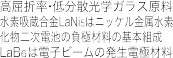 高屈折率・低分散光学ガラス原料
水素吸蔵合金LaNi₅はニッケル金属水素
化物二次電池の負極材料の基本組成
LaB₆は電子ビームの発生電極材料